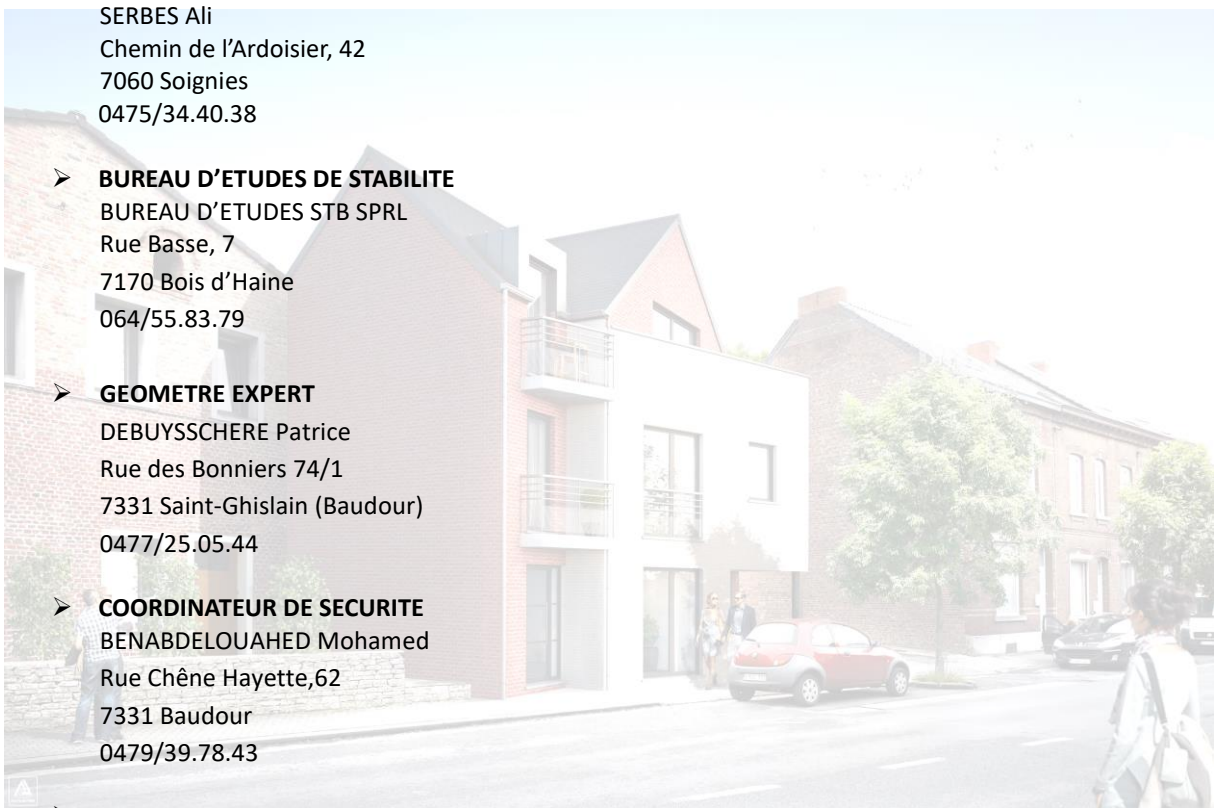 SERBES Ali
Chemin de l’Ardoisier, 42
7060 Soignies
0475/34.40.38
➢ BUREAU D’ETUDES DE STABILITE
BUREAU D’ETUDES STB SPRL
Rue Basse, 7
7170 Bois d’Haine
064/55.83.79
➢ GEOMETRE EXPERT
DEBUYSSCHERE Patrice
Rue des Bonniers 74/1
7331 Saint-Ghislain (Baudour)
0477/25.05.44
➢ COORDINATEUR DE SECURITE
BENABDELOUAHED Mohamed
Rue Chêne Hayette,62
7331 Baudour
0479/39.78.43